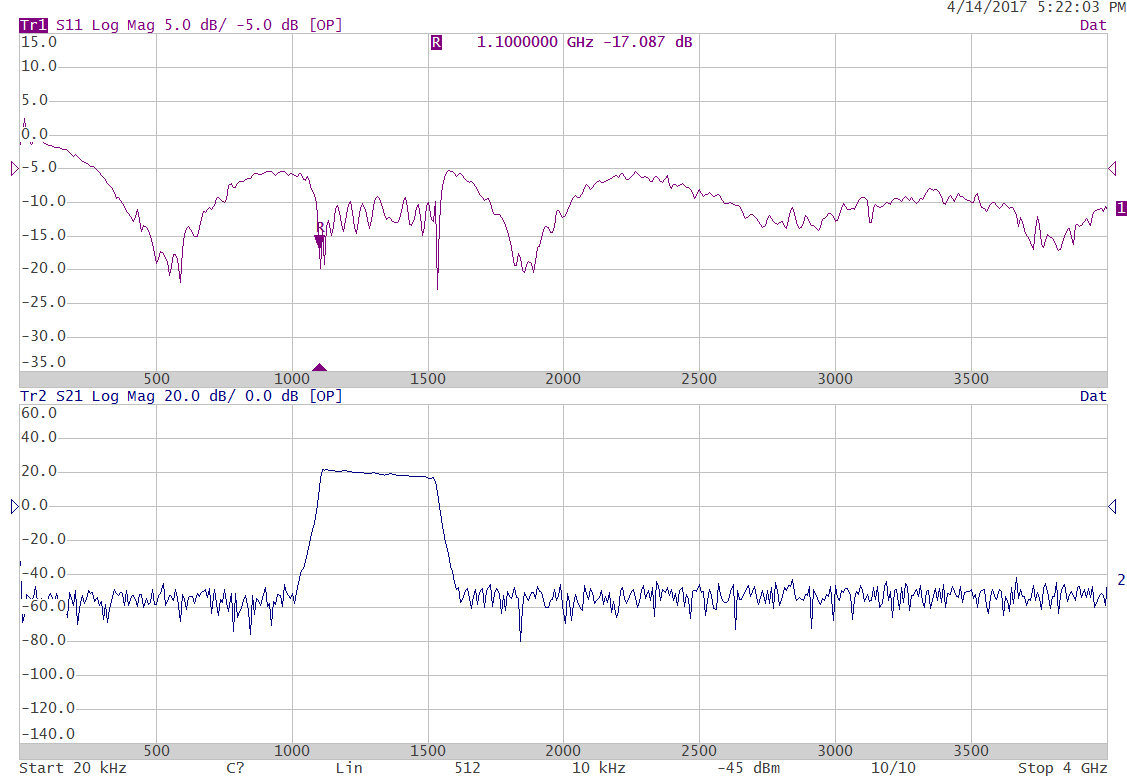 4/14/2017 5:22:03 PM
Tr1 S11 Log Mag 5.0 dB/ -5.0 dB [OP] Dat
15.0 R 1.1000000 GHz -17.087 dB
10.0
5.0
0.0
-5.0
-10.0
1
-15.0
R
-20.0
-25.0
-30.0
-35.0
500 1000 1500 2000 2500 3000 3500
Tr2 S21 Log Mag 20.0 dB/ 0.0 dB [OP] Dat
60.0
40.0
20.0
0.0
-20.0
-40.0
2
-60.0
-80.0
-100.0
-120.0
-140.0
500 1000 1500 2000 2500 3000 3500
Start 20 kHz C? Lin 512 10 kHz -45 dBm 10/10 Stop 4 GHz